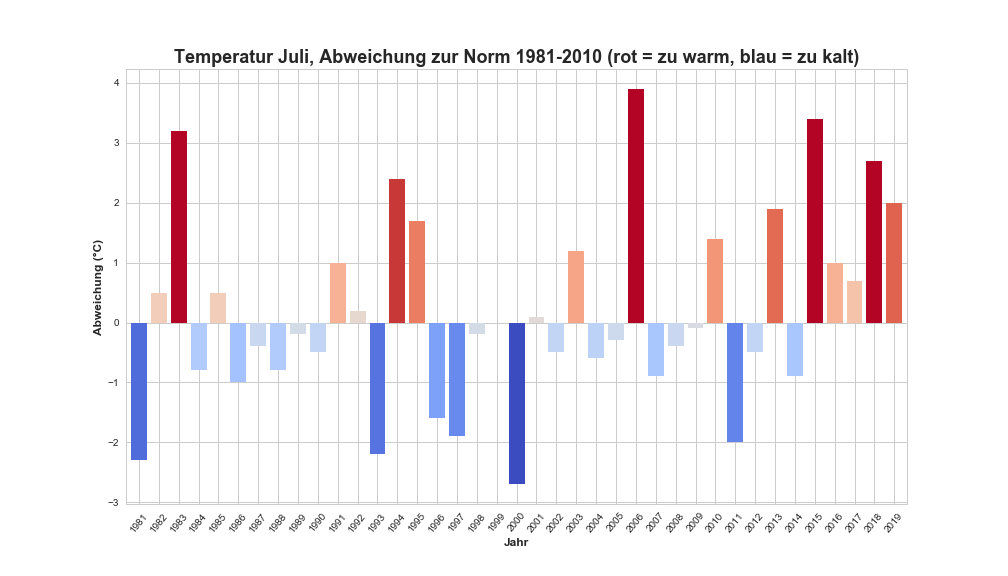 Temperatur Juli, Abweichung zur Norm 1981-2010 (rot = zu warm, blau = zu kalt)
4
3
2
1
0
−1
−2
−3
Abweichung (°C)
1981 1982 1983 1984 1985 1986 1987 1988 1989 1990 1991 1992 1993 1994 1995 1996 1997 1998 1999 2000 2001 2002 2003 2004 2005 2006 2007 2008 2009 2010 2011 2012 2013 2014 2015 2016 2017 2018 2019
Jahr